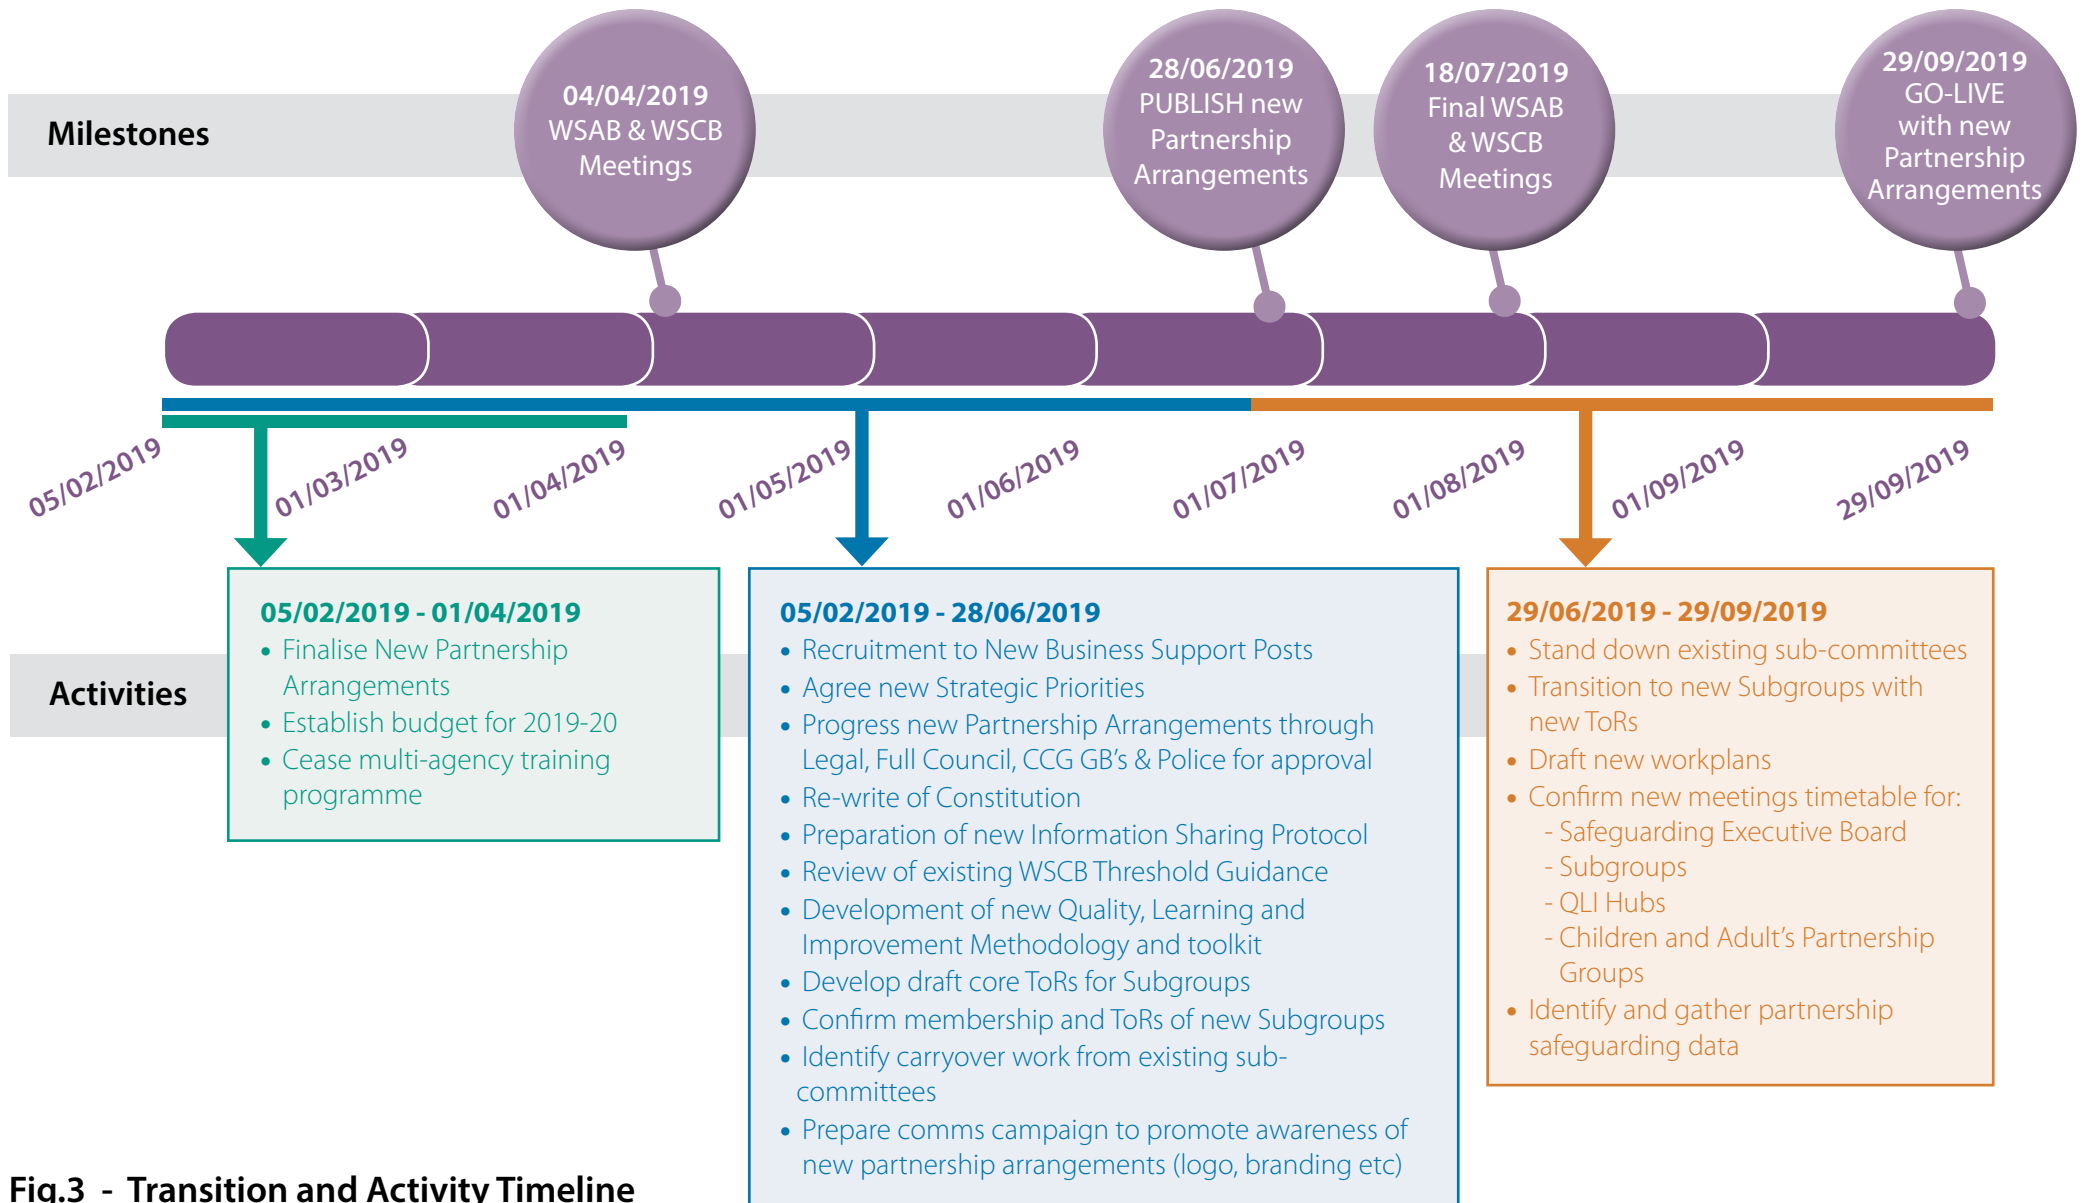 Milestones
04/04/2019
WSAB & WSCB
Meetings
28/06/2019
PUBLISH new
Partnership
Arrangements
18/07/2019
Final WSAB
& WSCB
Meetings
29/09/2019
GO-LIVE
with new
Partnership
Arrangements
05/02/2019
01/03/2019
01/04/2019
01/05/2019
01/06/2019
01/07/2019
01/08/2019
01/09/2019
29/09/2019
Activities
05/02/2019 - 01/04/2019
• Finalise New Partnership
Arrangements
• Establish budget for 2019-20
• Cease multi-agency training
programme
05/02/2019 - 28/06/2019
• Recruitment to New Business Support Posts
• Agree new Strategic Priorities
• Progress new Partnership Arrangements through
Legal, Full Council, CCG GB's & Police for approval
• Re-write of Constitution
• Preparation of new Information Sharing Protocol
• Review of existing WSCB Threshold Guidance
• Development of new Quality, Learning and
Improvement Methodology and toolkit
• Develop draft core ToRs for Subgroups
• Confirm membership and ToRs of new Subgroups
• Identify carryover work from existing sub-
committees
• Prepare comms campaign to promote awareness of
new partnership arrangements (logo, branding etc)
29/06/2019 - 29/09/2019
• Stand down existing sub-committees
• Transition to new Subgroups with
new ToRs
• Draft new workplans
• Confirm new meetings timetable for:
- Safeguarding Executive Board
- Subgroups
- QLI Hubs
- Children and Adult's Partnership
Groups
• Identify and gather partnership
safeguarding data
Fig.3 - Transition and Activity Timeline